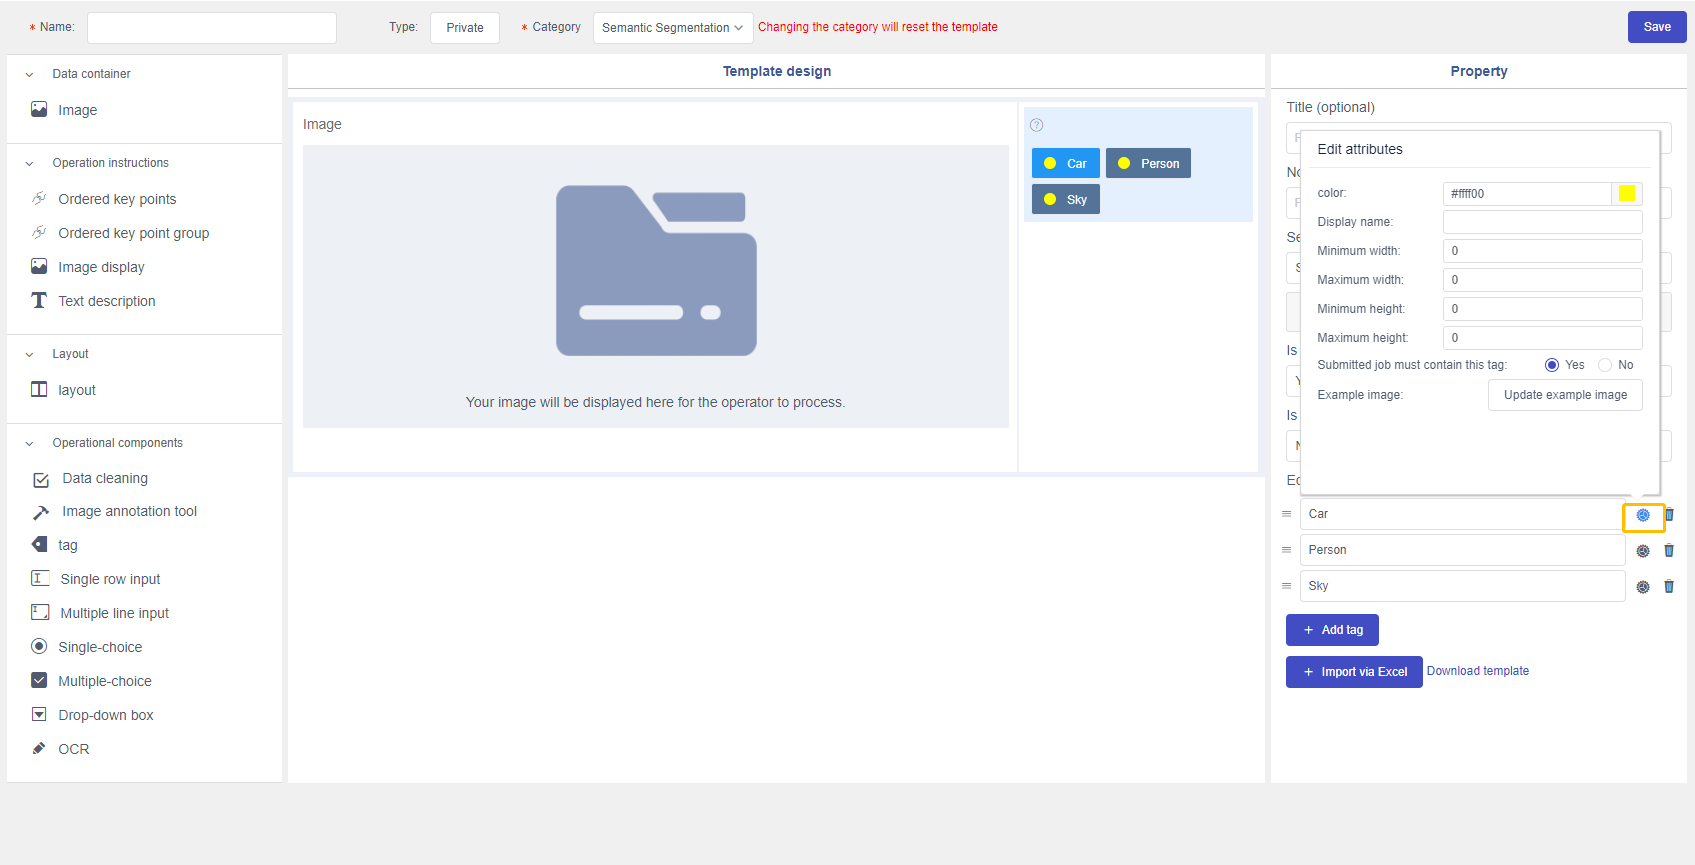 * Name:
Type: Private
* Category Semantic Segmentation Changing the category will reset the template
Save
Data container
Image
Operation instructions
Ordered key points
Ordered key point group
Image display
Text description
Layout
layout
Operational components
Data cleaning
Image annotation tool
tag
Single row input
Multiple line input
Single-choice
Multiple-choice
Drop-down box
OCR
Template design
Image
Your image will be displayed here for the operator to process.
?
Car Person
Sky
Property
Title (optional)
Edit attributes
color: #ffff00
Display name:
Minimum width: 0
Maximum width: 0
Minimum height: 0
Maximum height: 0
Submitted job must contain this tag: Yes No
Example image: Update example image
Is
Is
Car
Person
Sky
+ Add tag
+ Import via Excel Download template